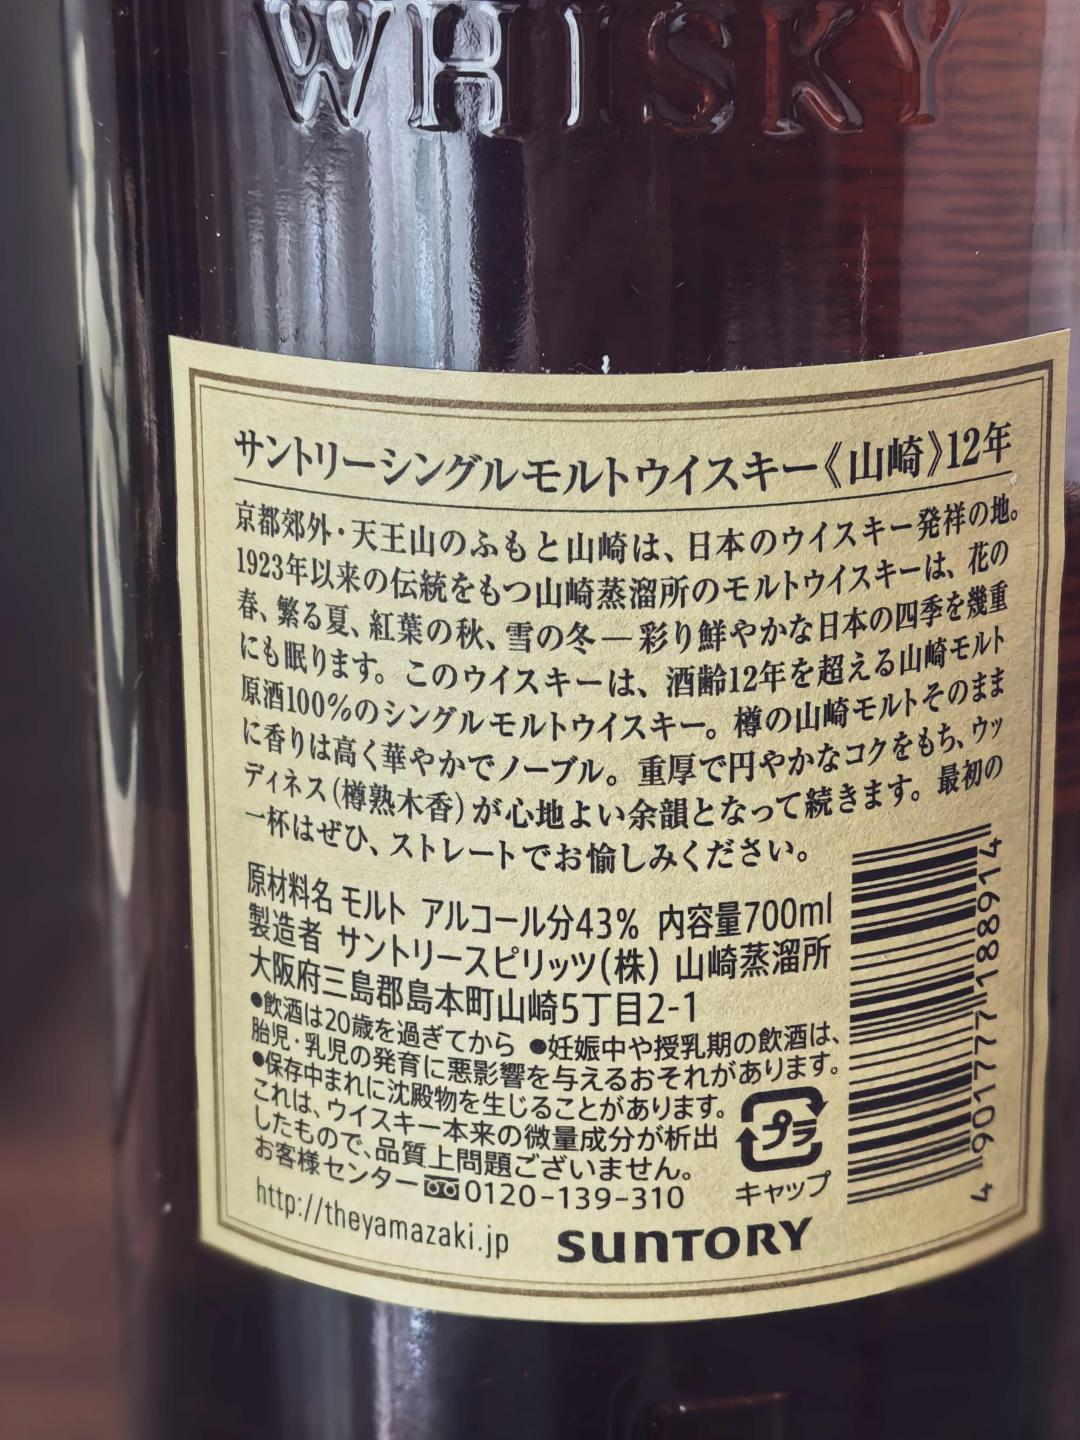 WHISKY
サントリーシングルモルトウイスキー《山崎》12年
京都郊外・天王山のふもと山崎は、日本のウイスキー発祥の地。
1923年以来の伝統をもつ山崎蒸溜所のモルトウイスキーは、花の
春、繁る夏、紅葉の秋、雪の冬―彩り鮮やかな日本の四季を幾重
にも眠ります。このウイスキーは、酒齢12年を超える山崎モルト
原酒100%のシングルモルトウイスキー。樽の山崎モルトそのまま
に香りは高く華やかでノーブル。重厚で円やかなコクをもち、ウッ
ディネス(樽熟木香)が心地よい余韻となって続きます。最初の
一杯はぜひ、ストレートでお愉しみください。
原材料名 モルト アルコール分43% 内容量700ml
製造者 サントリースピリッツ(株) 山崎蒸溜所
大阪府三島郡島本町山崎5丁目2-1
●飲酒は20歳を過ぎてから ●妊娠中や授乳期の飲酒は、
胎児・乳児の発育に悪影響を与えるおそれがあります。
●保存中まれに沈殿物を生じることがあります。
これは、ウイスキー本来の微量成分が析出
したもので、品質上問題ございません。
お客様センター 0120-139-310
http://theyamazaki.jp
SUNTORY
プラ
キャップ
4 901777 188914